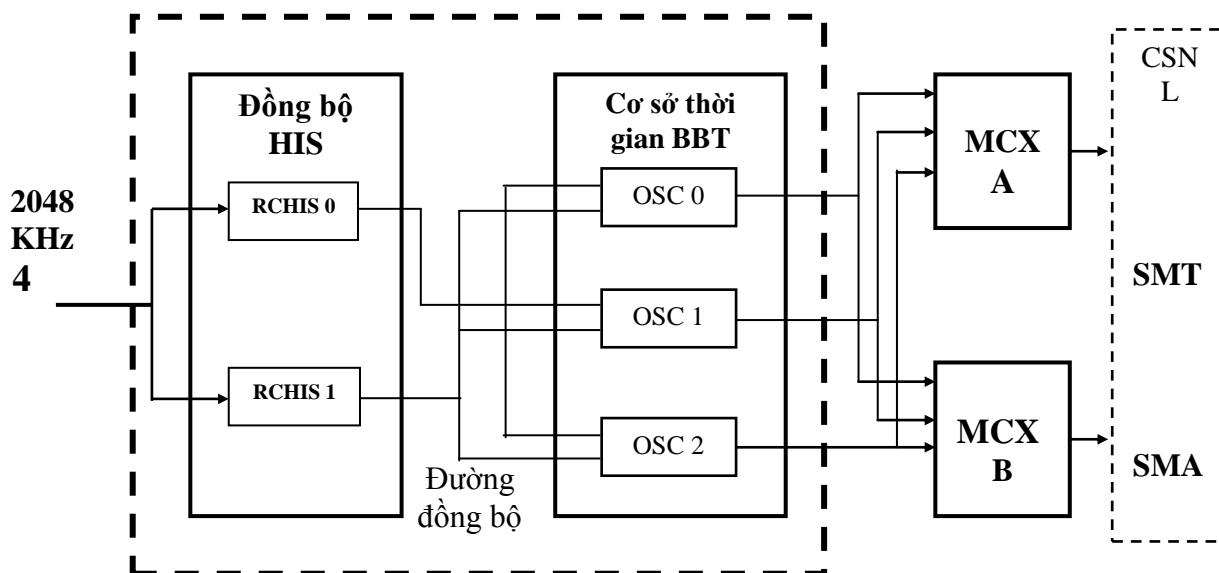 2048
KHz
4
Đồng bộ
HIS
RCHIS 0
RCHIS 1
Đường
đồng bộ
Cơ sở thời
gian BBT
OSC 0
OSC 1
OSC 2
MCX
A
MCX
B
CSN
L
SMT
SMA